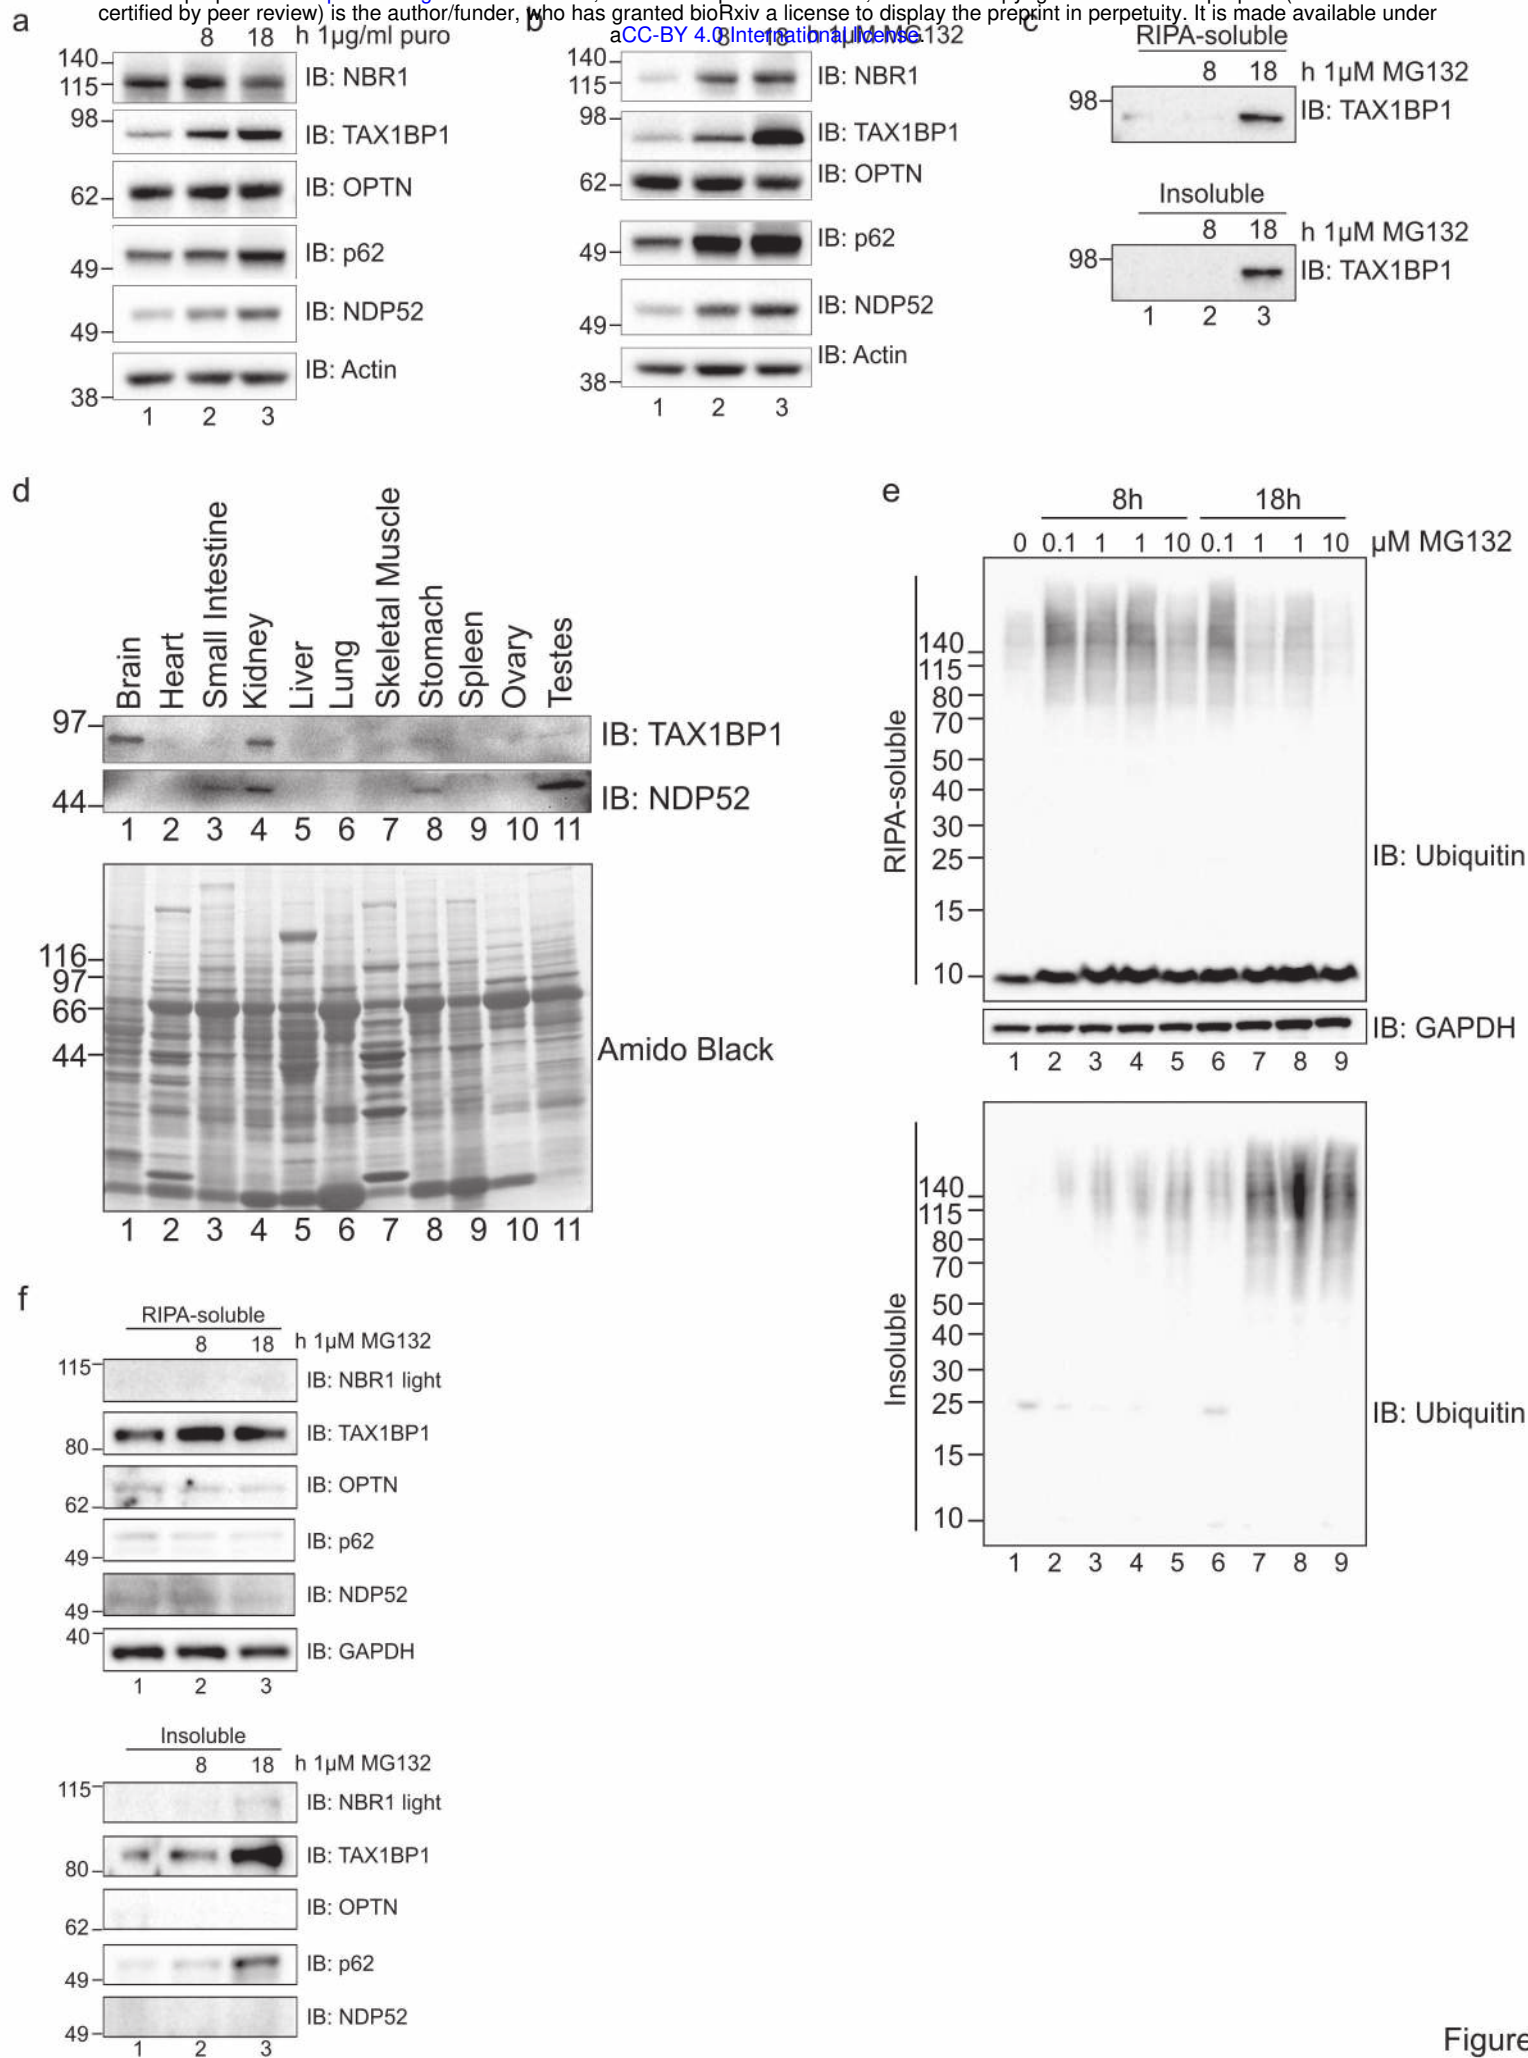 certified by peer review) is the author/funder, who has granted bioRxiv a license to display the preprint in perpetuity. It is made available under
aCC-BY 4.0 International license.
a
8 18 h 1µg/ml puro
140
115
IB: NBR1
98
IB: TAX1BP1
62
IB: OPTN
49
IB: p62
49
IB: NDP52
38
IB: Actin
1 2 3
b
8 18 h 1µM MG132
140
115
IB: NBR1
98
IB: TAX1BP1
62
IB: OPTN
49
IB: p62
49
IB: NDP52
38
IB: Actin
1 2 3
c
RIPA-soluble
8 18 h 1µM MG132
98
IB: TAX1BP1
Insoluble
8 18 h 1µM MG132
98
IB: TAX1BP1
1 2 3
d
Brain
Heart
Small Intestine
Kidney
Liver
Lung
Skeletal Muscle
Stomach
Spleen
Ovary
Testes
97
IB: TAX1BP1
44
IB: NDP52
1 2 3 4 5 6 7 8 9 10 11
116
97
66
44
Amido Black
1 2 3 4 5 6 7 8 9 10 11
e
8h 18h
0 0.1 1 1 10 0.1 1 1 10 µM MG132
RIPA-soluble
140
115
80
70
50
40
30
25
15
10
IB: Ubiquitin
IB: GAPDH
1 2 3 4 5 6 7 8 9
Insoluble
140
115
80
70
50
40
30
25
15
10
IB: Ubiquitin
1 2 3 4 5 6 7 8 9
f
RIPA-soluble
8 18 h 1µM MG132
115
IB: NBR1 light
80
IB: TAX1BP1
62
IB: OPTN
49
IB: p62
49
IB: NDP52
40
IB: GAPDH
1 2 3
Insoluble
8 18 h 1µM MG132
115
IB: NBR1 light
80
IB: TAX1BP1
62
IB: OPTN
49
IB: p62
49
IB: NDP52
1 2 3
Figure